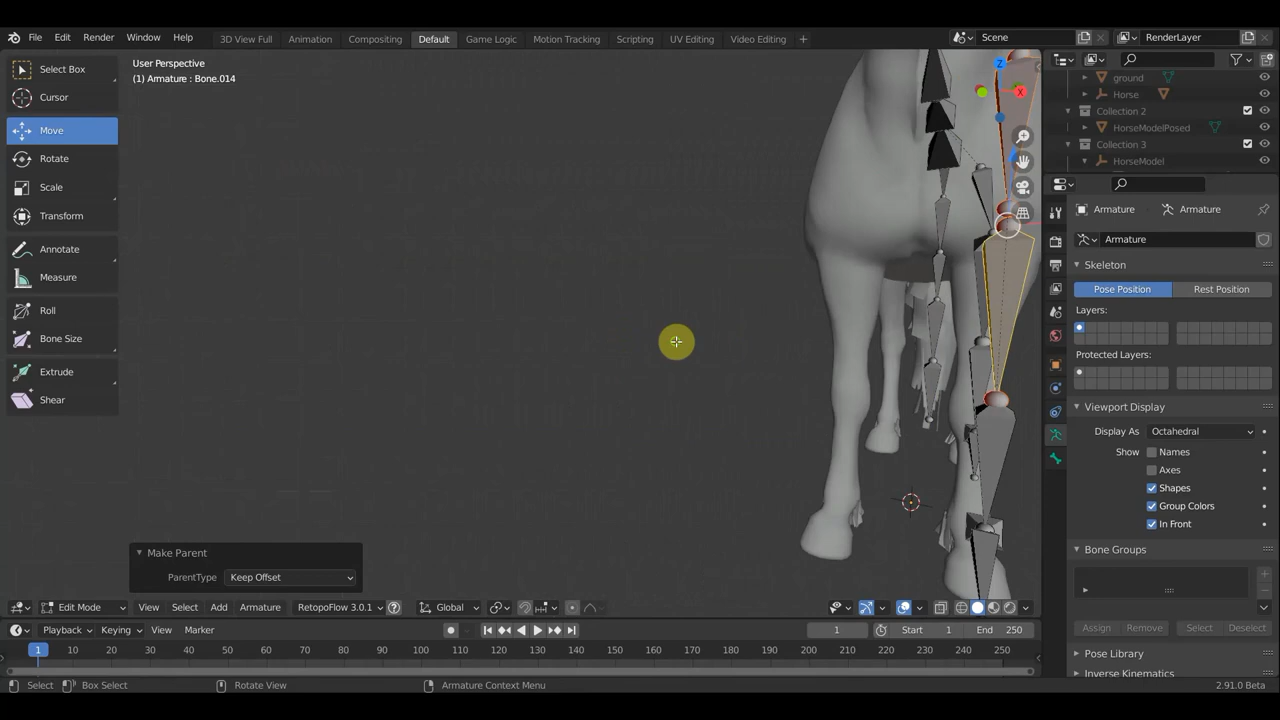 File Edit Render Window Help 3D View Full Animation Compositing Default Game Logic Motion Tracking Scripting UV Editing Video Editing + Scene RenderLayer
User Perspective
(1) Armature : Bone.014
Select Box
Cursor
Move
Rotate
Scale
Transform
Annotate
Measure
Roll
Bone Size
Extrude
Shear
Z
X
ground
Horse
Collection 2
HorseModelPosed
Collection 3
HorseModel
Armature Armature
Armature
Skeleton
Pose Position Rest Position
Layers:
Protected Layers:
Viewport Display
Display As Octahedral
Show Names
Axes
Shapes
Group Colors
In Front
Bone Groups
Assign Remove Select Deselect
Pose Library
Inverse Kinematics
Make Parent
ParentType Keep Offset
Edit Mode View Select Add Armature RetopoFlow 3.0.1 ? Global
Playback Keying View Marker 1 Start 1 End 250
1 10 20 30 40 50 60 70 80 90 100 110 120 130 140 150 160 170 180 190 200 210 220 230 240 250
Select Box Select Rotate View Armature Context Menu 2.91.0 Beta